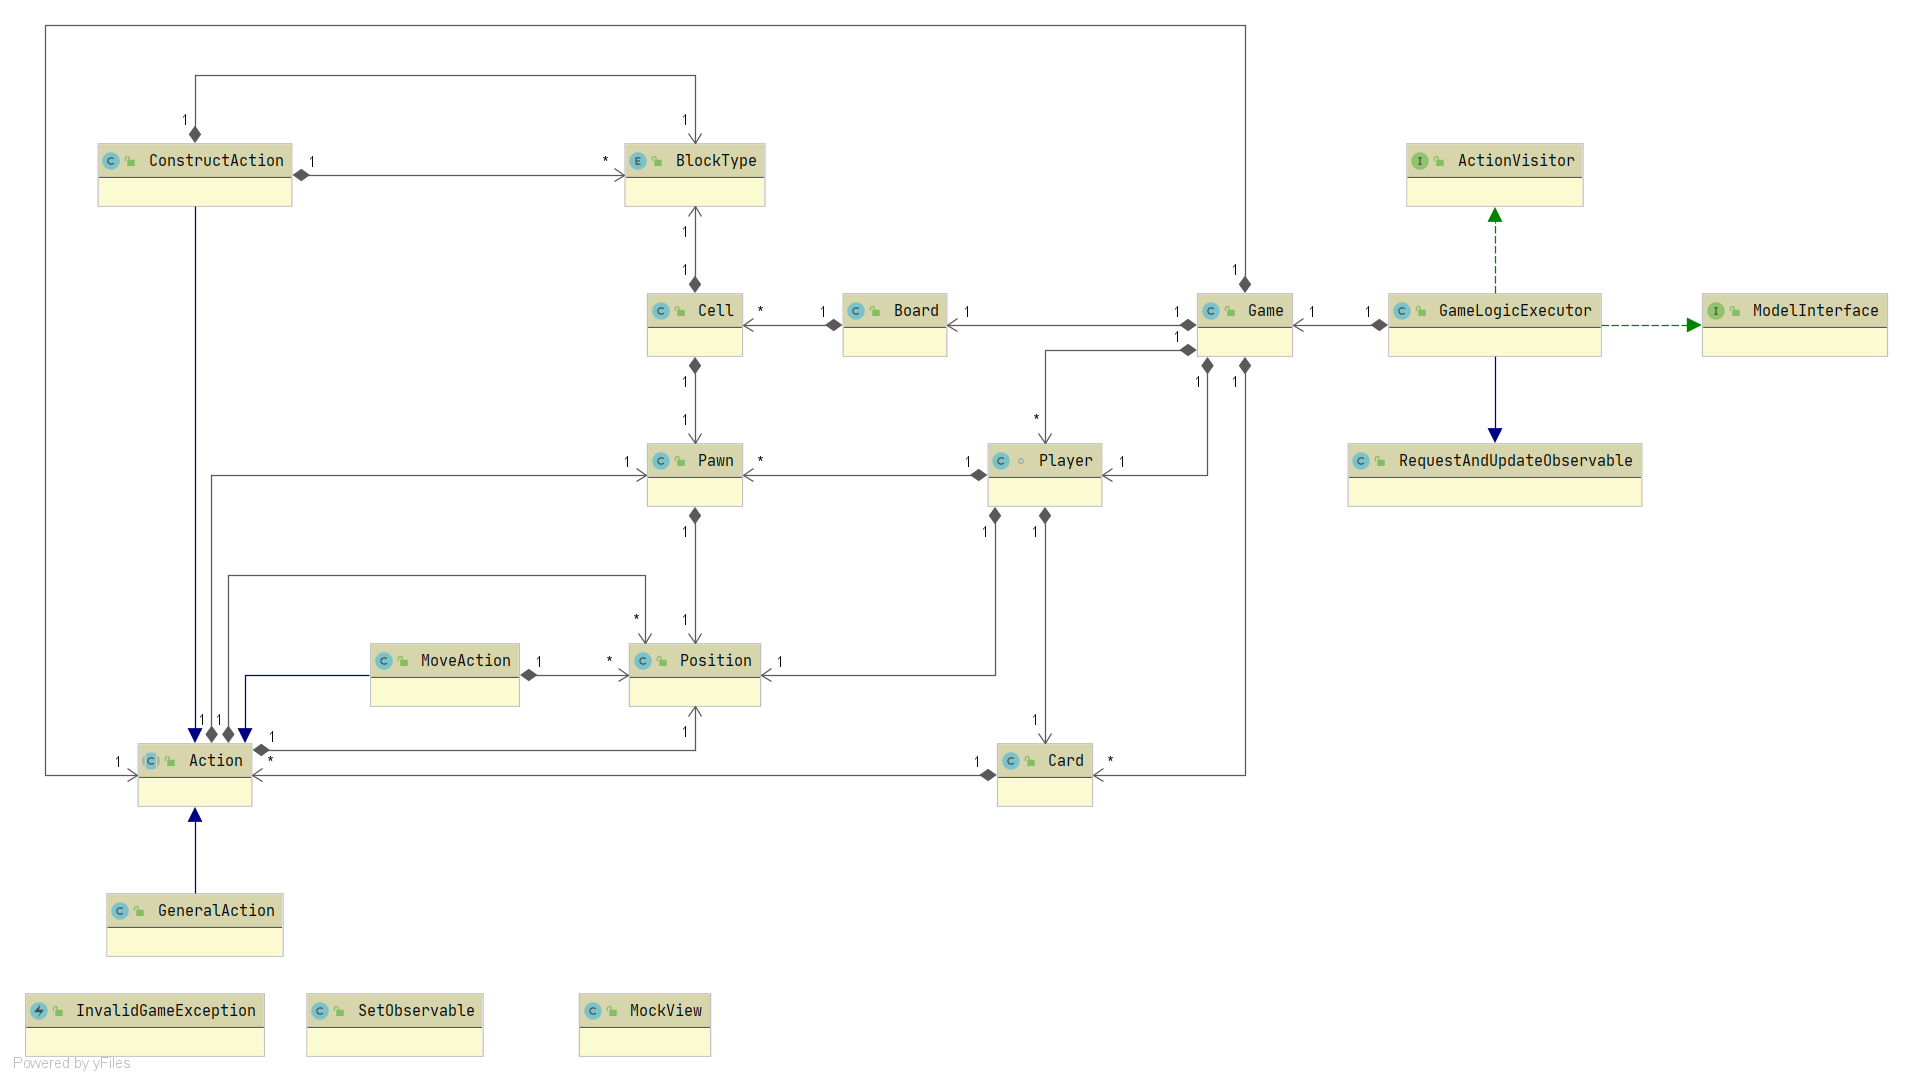 1
1
ConstructAction
1
*
BlockType
ActionVisitor
1
1
1
Cell
*
1
Board
1
1
Game
1
1
GameLogicExecutor
ModelInterface
1
1
1
1
1
*
1
Pawn
*
1
Player
1
RequestAndUpdateObservable
1
1
1
*
1
MoveAction
1
*
Position
1
1
1
1
1
1
1
Action
*
1
Card
*
GeneralAction
InvalidGameException
SetObservable
MockView
Powered by yFiles